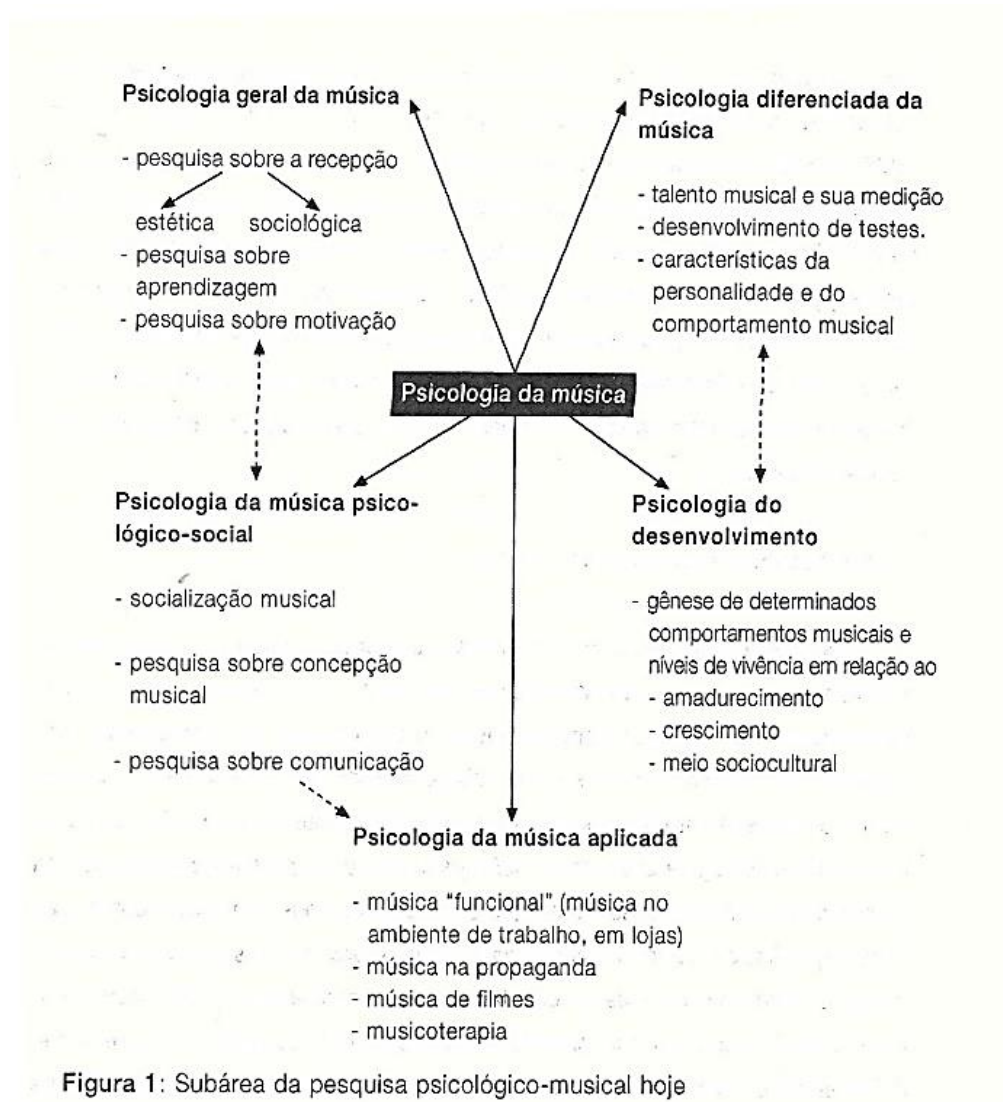 Psicologia geral da música
- pesquisa sobre a recepção
estética sociológica
- pesquisa sobre
aprendizagem
- pesquisa sobre motivação
Psicologia diferenciada da
música
- talento musical e sua medição
- desenvolvimento de testes.
- características da
personalidade e do
comportamento musical
Psicologia da música
Psicologia da música psico-
lógico-social
- socialização musical
- pesquisa sobre concepção
musical
- pesquisa sobre comunicação
Psicologia do
desenvolvimento
- gênese de determinados
comportamentos musicais e
níveis de vivência em relação ao
- amadurecimento
- crescimento
- meio sociocultural
Psicologia da música aplicada
- música "funcional" (música no
ambiente de trabalho, em lojas)
- música na propaganda
- música de filmes
- musicoterapia
Figura 1: Subárea da pesquisa psicológico-musical hoje